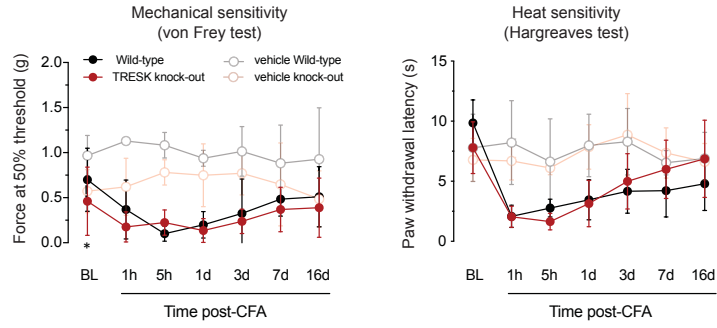 Mechanical sensitivity
(von Frey test)
Force at 50% threshold (g)
2.0
1.5
1.0
0.5
0.0
Wild-type
vehicle Wild-type
TRESK knock-out
vehicle knock-out
*
BL 1h 5h 1d 3d 7d 16d
Time post-CFA
Heat sensitivity
(Hargreaves test)
Paw withdrawal latency (s)
15
10
5
0
BL 1h 5h 1d 3d 7d 16d
Time post-CFA